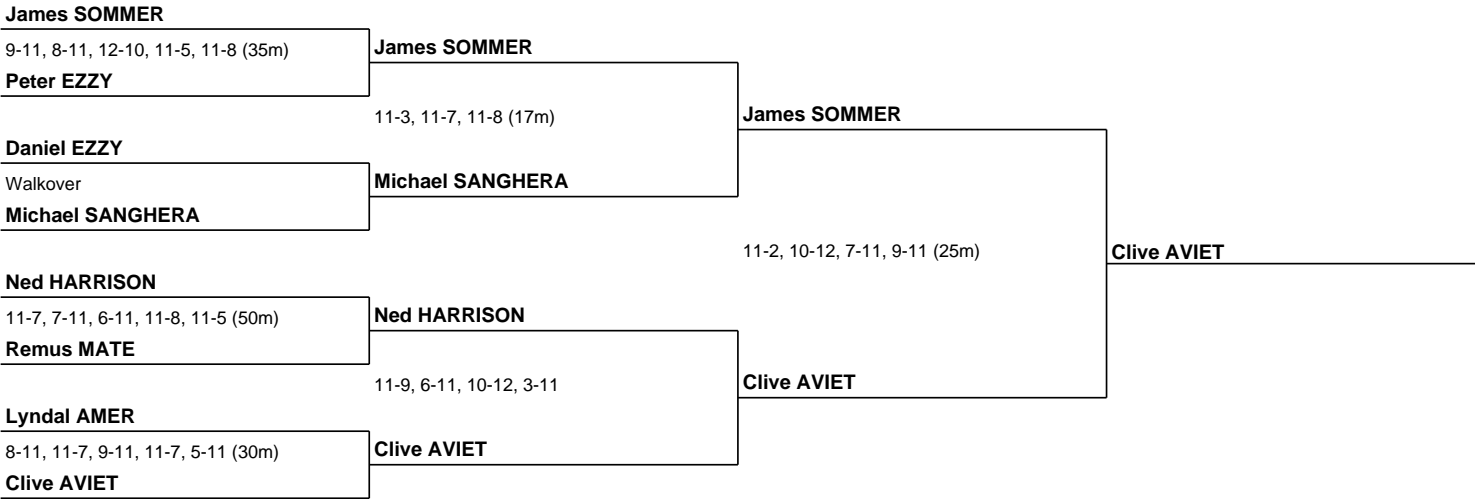 James SOMMER
9-11, 8-11, 12-10, 11-5, 11-8 (35m)
Peter EZZY
Daniel EZZY
Walkover
Michael SANGHERA
Ned HARRISON
11-7, 7-11, 6-11, 11-8, 11-5 (50m)
Remus MATE
Lyndal AMER
8-11, 11-7, 9-11, 11-7, 5-11 (30m)
Clive AVIET
James SOMMER
11-3, 11-7, 11-8 (17m)
Michael SANGHERA
Ned HARRISON
11-9, 6-11, 10-12, 3-11
Clive AVIET
James SOMMER
11-2, 10-12, 7-11, 9-11 (25m)
Clive AVIET
Clive AVIET